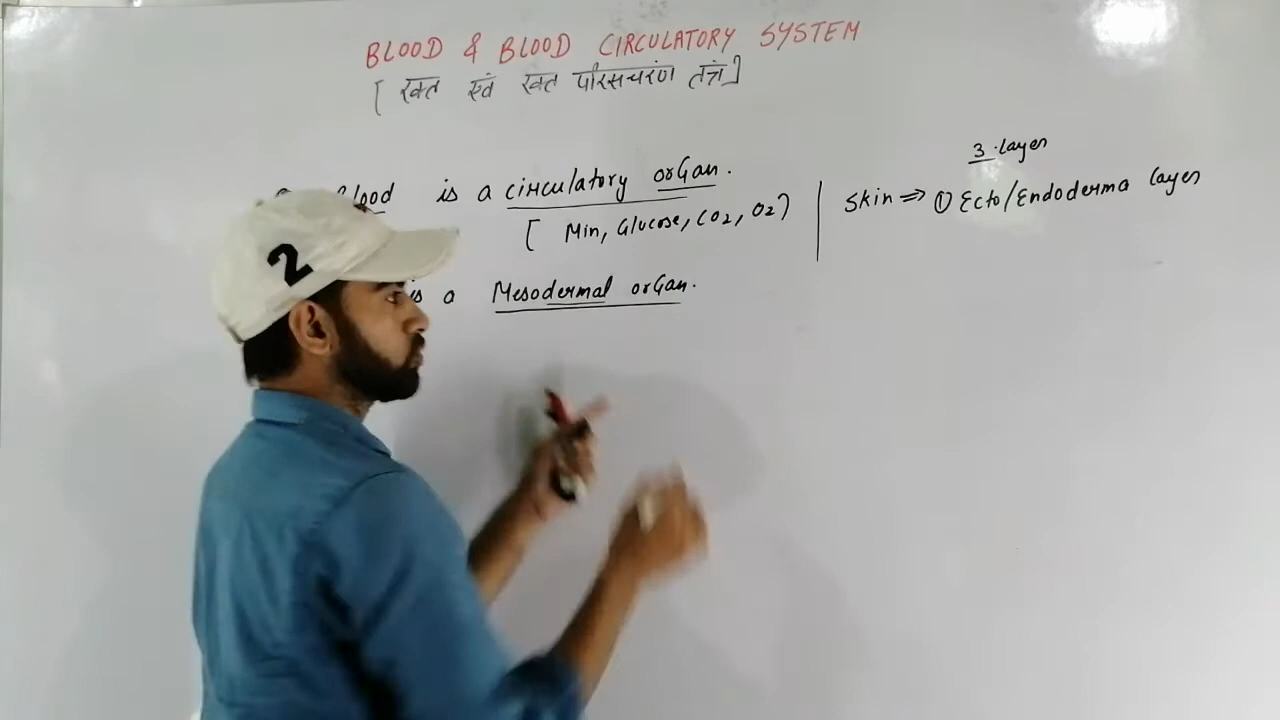 BLOOD & BLOOD CIRCULATORY SYSTEM
[ रक्त एवं रक्त परिसंचरण तंत्र ]
3 layer
Blood is a circulatory orGan.
[ Min, Glucose, CO2, O2 )
Skin ⇒ ① Ecto/Endoderma layer
is a Mesodermal orGan.
2